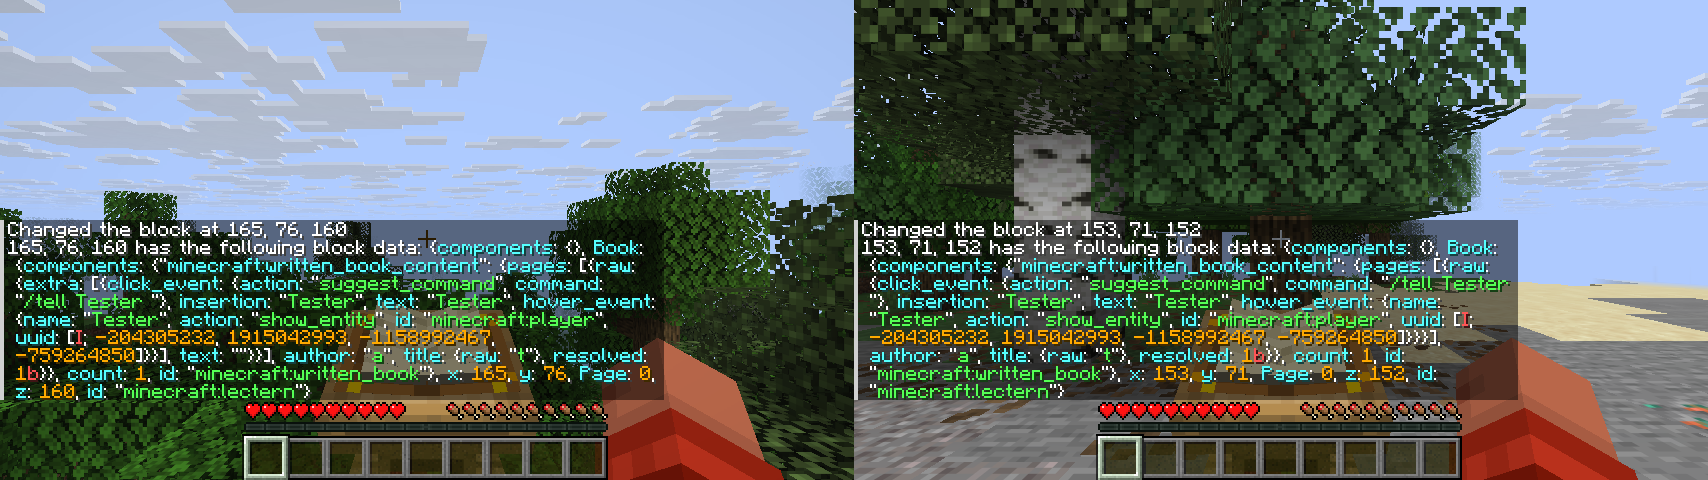 Changed the block at 165, 76, 160
165, 76, 160 has the following block data: {components: {}, Book:
{components: {"minecraft:written_book_content": {pages: [{raw:
{extra: [{click_event: {action: "suggest_command", command:
"/tell Tester "}, insertion: "Tester", text: "Tester", hover_event:
{name: "Tester", action: "show_entity", id: "minecraft:player",
uuid: [I; -204305232, 1915042993, -1158992467,
-759264850]}}], text: ""}}], author: "a", title: {raw: "t"}, resolved:
1b}}, count: 1, id: "minecraft:written_book"}, x: 165, y: 76, Page: 0,
z: 160, id: "minecraft:lectern"}
Changed the block at 153, 71, 152
153, 71, 152 has the following block data: {components: {}, Book:
{components: {"minecraft:written_book_content": {pages: [{raw:
{click_event: {action: "suggest_command", command: "/tell Tester
"}, insertion: "Tester", text: "Tester", hover_event: {name:
"Tester", action: "show_entity", id: "minecraft:player", uuid: [I;
-204305232, 1915042993, -1158992467, -759264850]}}}],
author: "a", title: {raw: "t"}, resolved: 1b}}, count: 1, id:
"minecraft:written_book"}, x: 153, y: 71, Page: 0, z: 152, id:
"minecraft:lectern"}